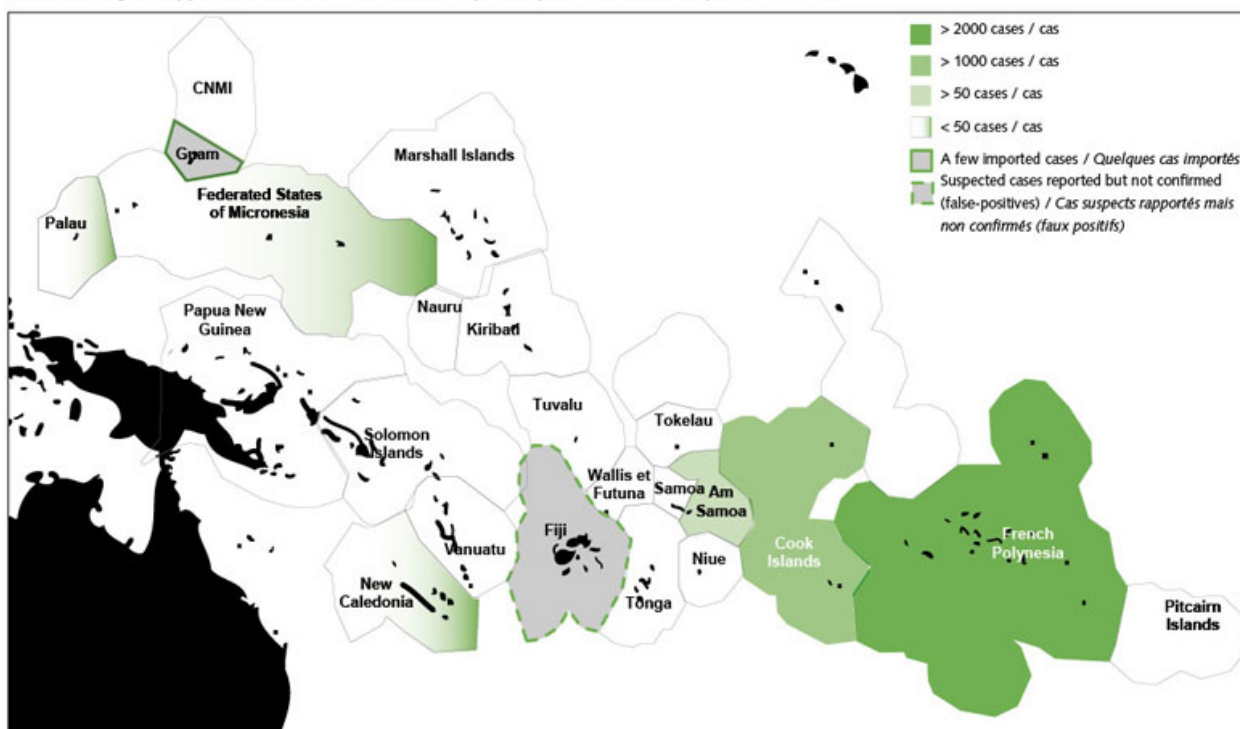 > 2000 cases / cas
> 1000 cases / cas
> 50 cases / cas
< 50 cases / cas
A few imported cases / Quelques cas importés
Suspected cases reported but not confirmed
(false-positives) / Cas suspects rapportés mais
non confirmés (faux positifs)
CNMI
Guam
Marshall Islands
Federated States
of Micronesia
Palau
Papua New
Guinea
Nauru
Kiribati
Tuvalu
Tokelau
Solomon
Islands
Wallis et
Futuna
Samoa
Am
Samoa
Fiji
Vanuatu
Cook
Islands
French
Polynesia
Niue
New
Caledonia
Tonga
Pitcairn
Islands